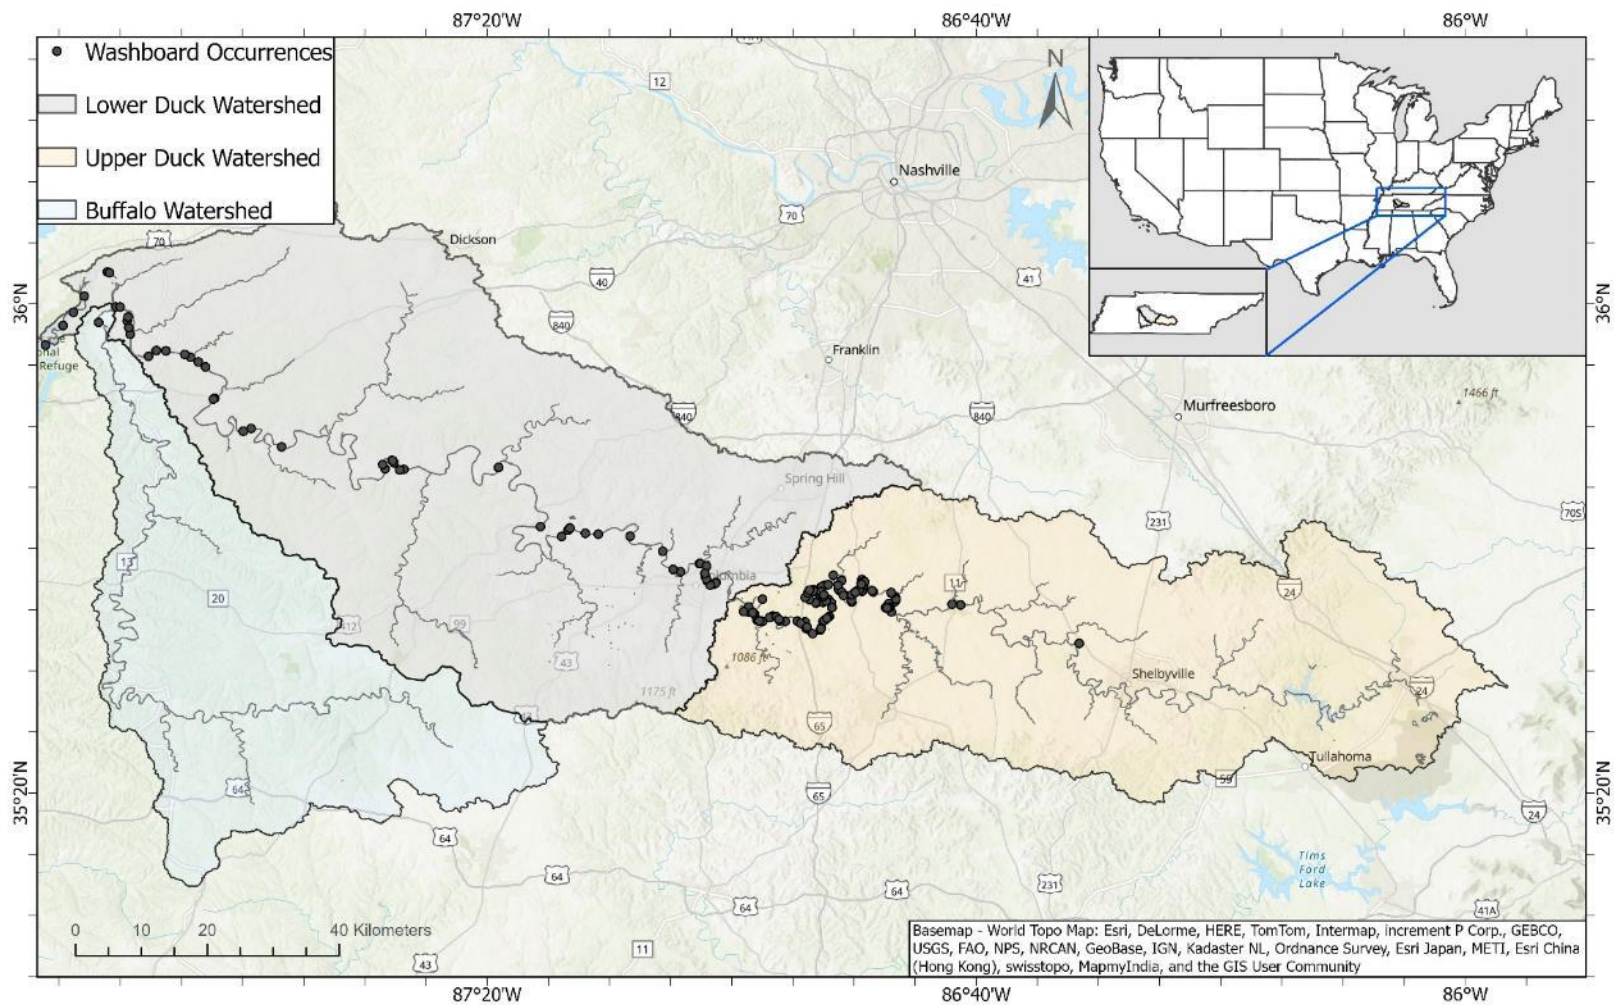 87°20'W
86°40'W
86°W
Washboard Occurrences
Lower Duck Watershed
Upper Duck Watershed
Buffalo Watershed
N
12
Nashville
70
70
Dickson
40
41
36°N
36°N
840
Franklin
Refuge
840
840
Murfreesboro
1466 ft
Spring Hill
231
70S
13
20
11
24
99
43
1086 ft
1175 ft
Shelbyville
24
65
Tullahoma
64
55
35°20'N
35°20'N
65
24
64
Tims
Ford
Lake
64
64
231
64
41A
0 10 20 40 Kilometers
11
43
Basemap - World Topo Map: Esri, DeLorme, HERE, TomTom, Intermap, increment P Corp., GEBCO,
USGS, FAO, NPS, NRCAN, GeoBase, IGN, Kadaster NL, Ordnance Survey, Esri Japan, METI, Esri China
(Hong Kong), swisstopo, MapmyIndia, and the GIS User Community
87°20'W
86°40'W
86°W